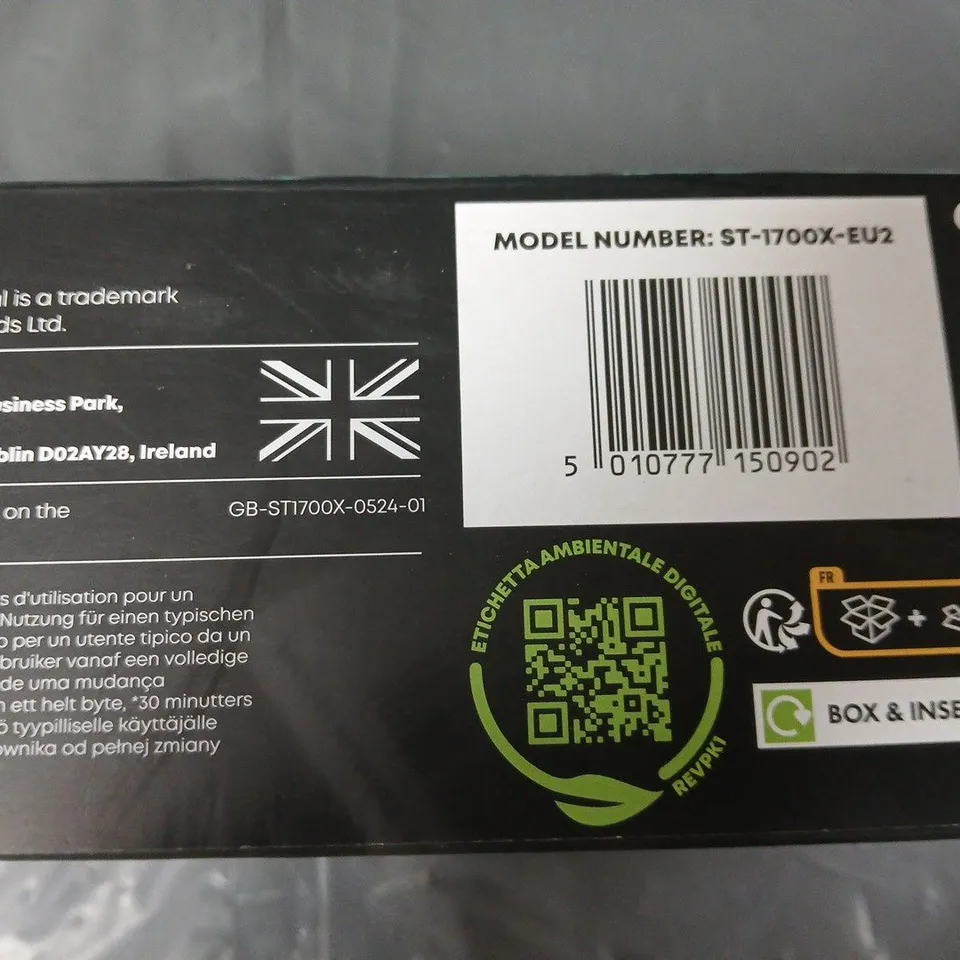 l is a trademark
ds Ltd.
usiness Park,
blin D02AY28, Ireland
on the
GB-ST1700X-0524-01
s d'utilisation pour un
Nutzung für einen typischen
o per un utente tipico da un
ebruiker vanaf een volledige
de uma mudança
n ett helt byte, *30 minutters
ö tyypilliselle käyttäjälle
ownika od pełnej zmiany
MODEL NUMBER: ST-1700X-EU2
5 010777 150902
ETICHETTA AMBIENTALE DIGITALE
REVPK1
FR
+
BOX & INSE